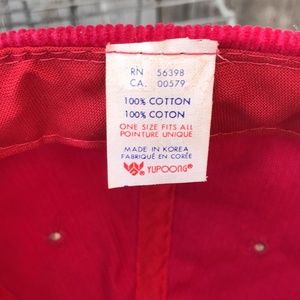 RN 56398
CA. 00579
100% COTTON
100% COTON
ONE SIZE FITS ALL
POINTURE UNIQUE
MADE IN KOREA
FABRIQUÉ EN CORÉE
YUPOONG®